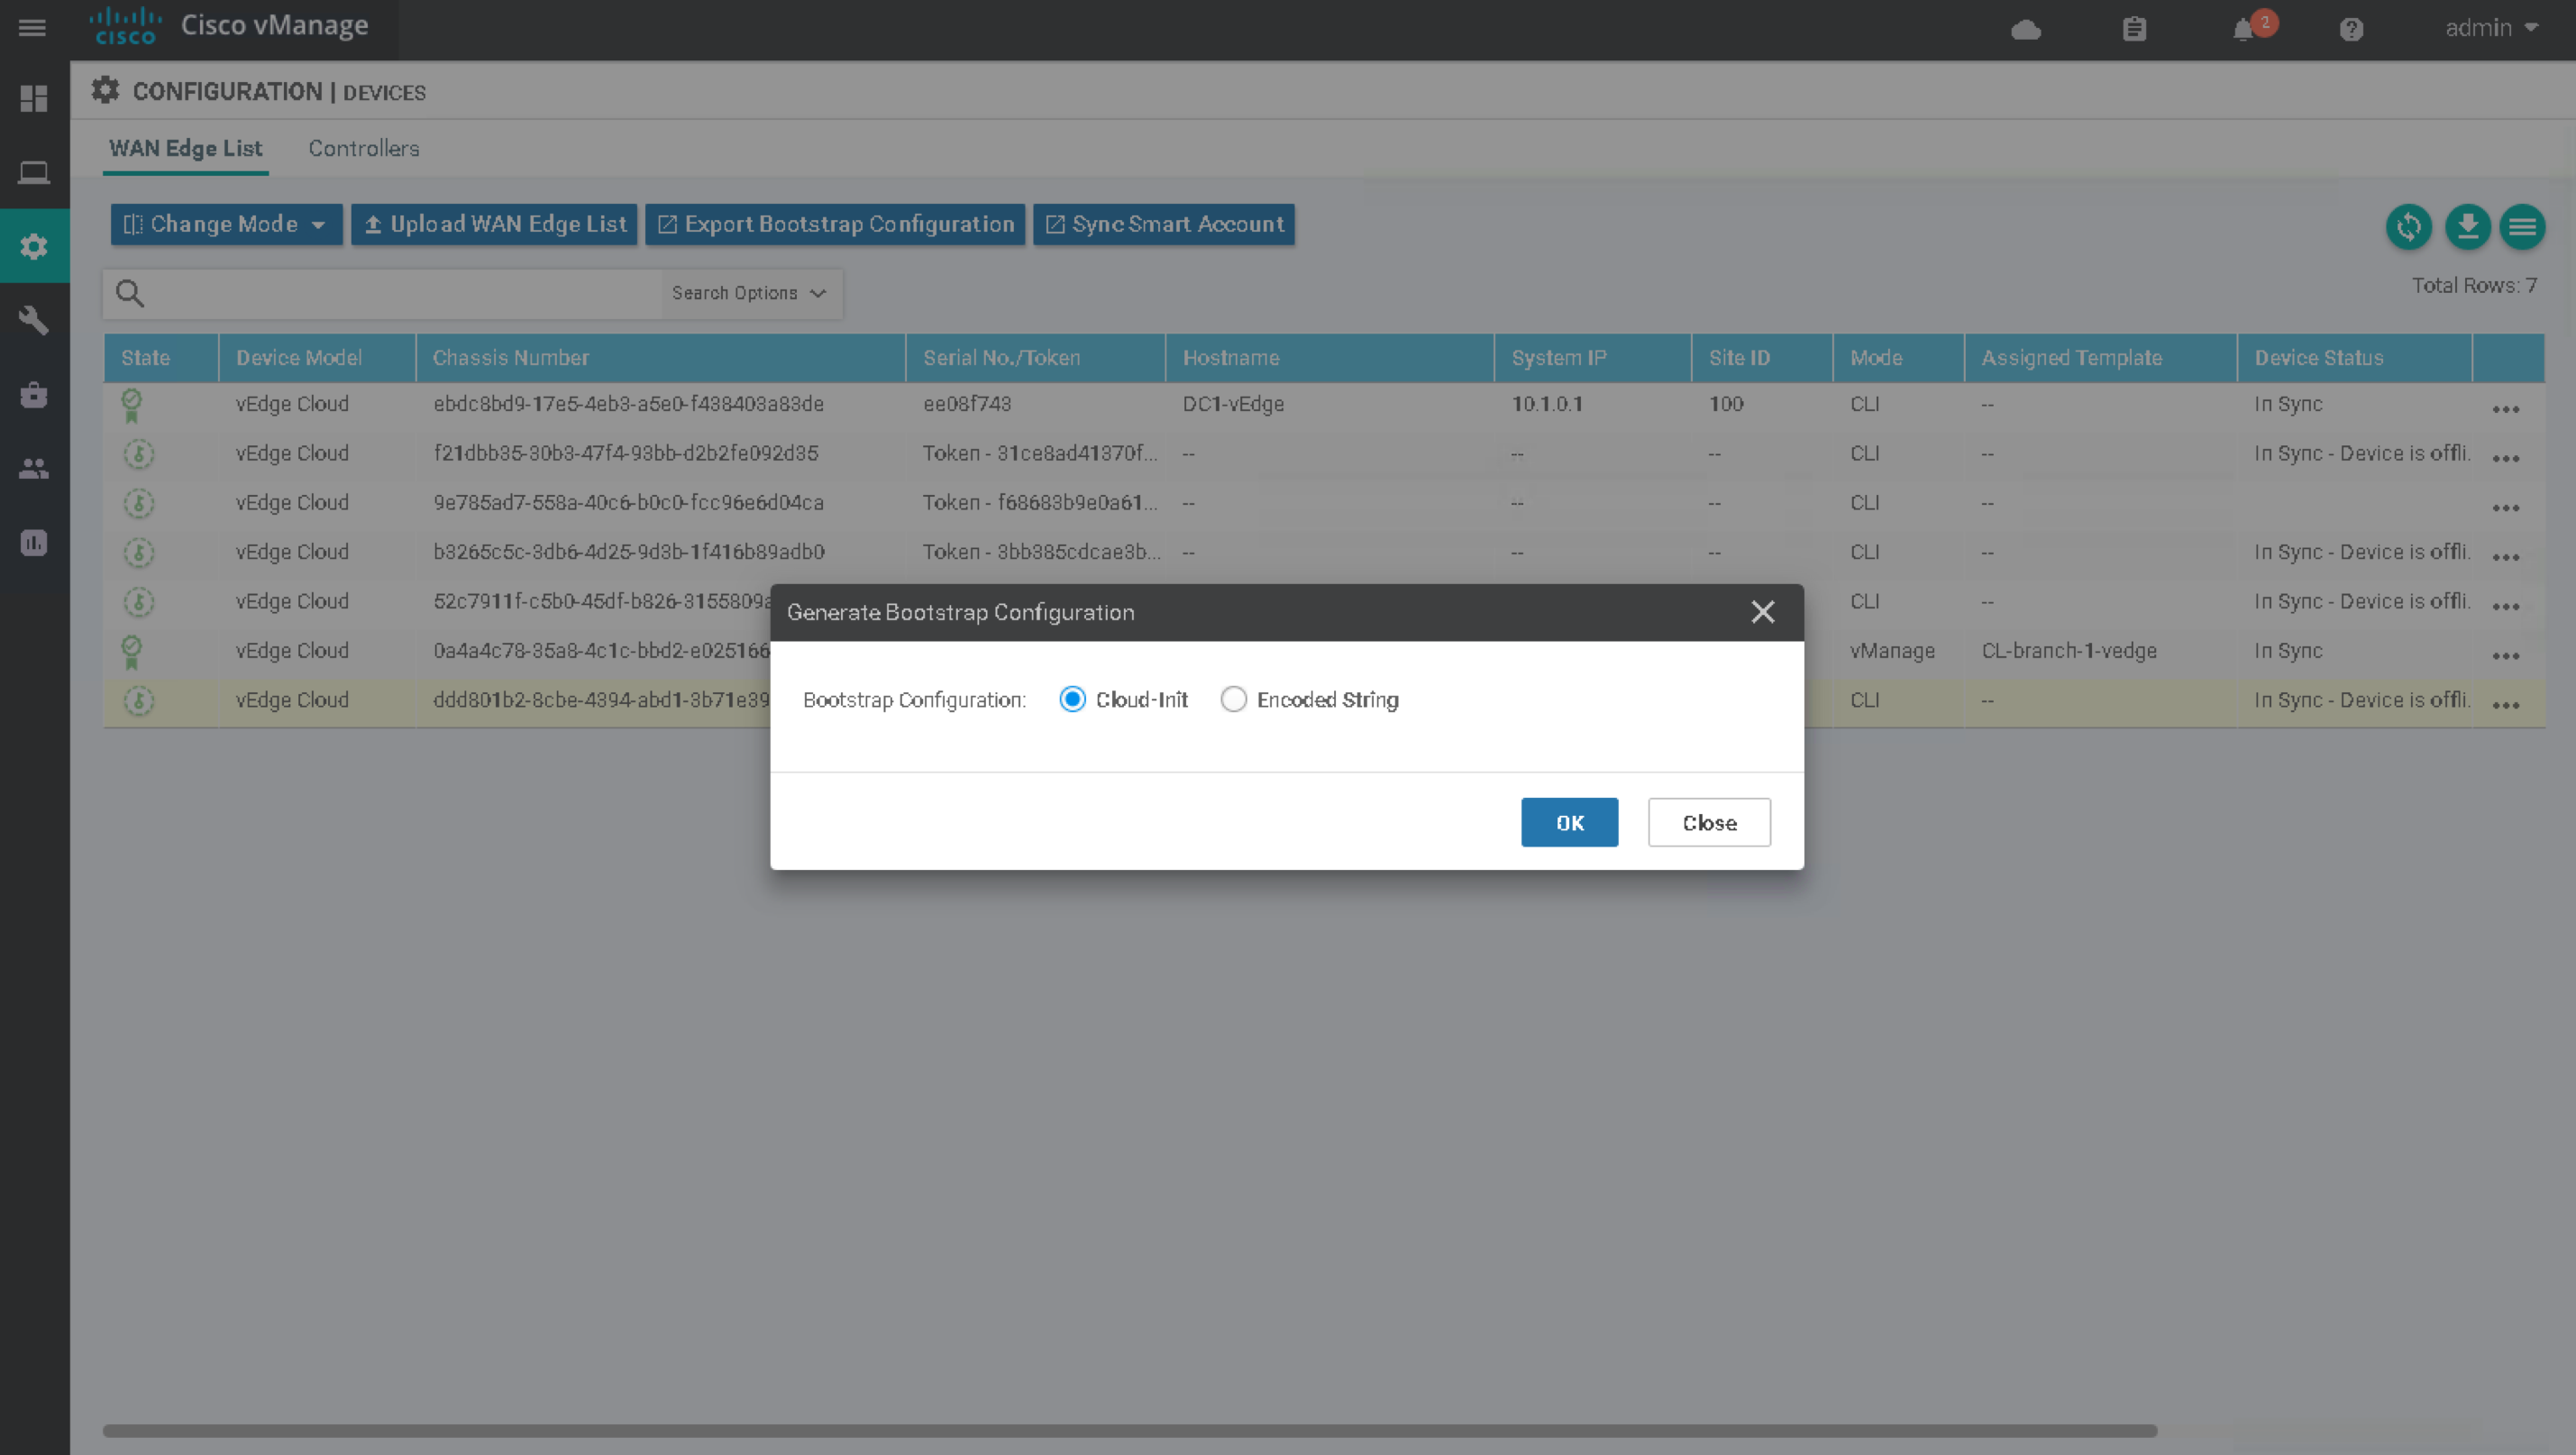 CISCO Cisco vManage 2 admin
CONFIGURATION | DEVICES
WAN Edge List Controllers
Change Mode Upload WAN Edge List Export Bootstrap Configuration Sync Smart Account
Search Options Total Rows: 7
State Device Model Chassis Number Serial No./Token Hostname System IP Site ID Mode Assigned Template Device Status
vEdge Cloud ebdc8bd9-17e5-4eb3-a5e0-f438403a83de ee08f743 DC1-vEdge 10.1.0.1 100 CLI -- In Sync ...
vEdge Cloud f21dbb35-30b3-47f4-93bb-d2b2fe092d35 Token - 31ce8ad41370f... -- -- -- CLI -- In Sync - Device is offli. ...
vEdge Cloud 9e785ad7-558a-40c6-b0c0-fcc96e6d04ca Token - f68683b9e0a61... -- -- -- CLI -- ...
vEdge Cloud b3265c5c-3db6-4d25-9d3b-1f416b89adb0 Token - 3bb385cdcae3b... -- -- -- CLI -- In Sync - Device is offli. ...
vEdge Cloud 52c7911f-c5b0-45df-b826-3155809a CLI -- In Sync - Device is offli. ...
vEdge Cloud 0a4a4c78-35a8-4c1c-bbd2-e025166 vManage CL-branch-1-vedge In Sync ...
vEdge Cloud ddd801b2-8cbe-4394-abd1-3b71e39 CLI -- In Sync - Device is offli. ...
Generate Bootstrap Configuration
Bootstrap Configuration: Cloud-Init Encoded String
OK Close